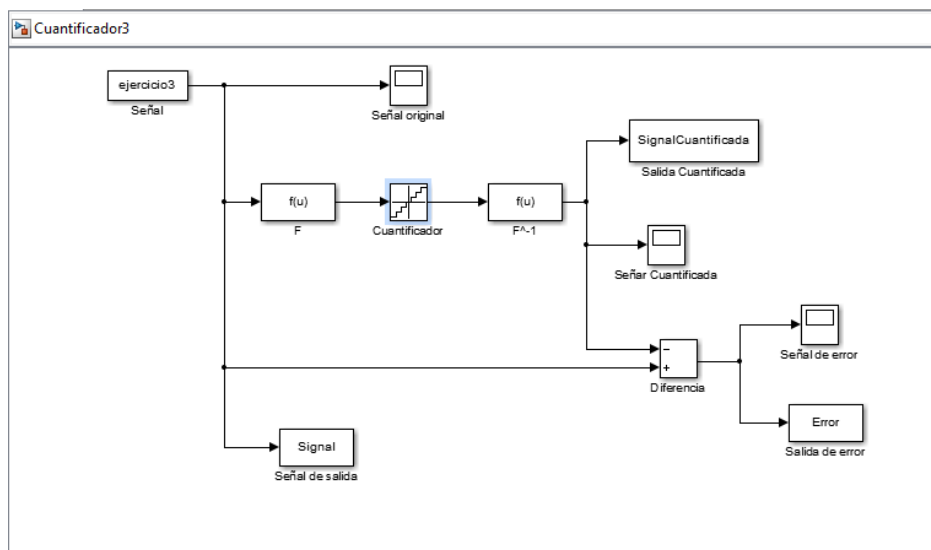 Cuantificador3
ejercicio3
Señal
Señal original
SignalCuantificada
Salida Cuantificada
f(u)
F
Cuantificador
f(u)
F^-1
Señar Cuantificada
−
+
Diferencia
Señal de error
Error
Salida de error
Signal
Señal de salida